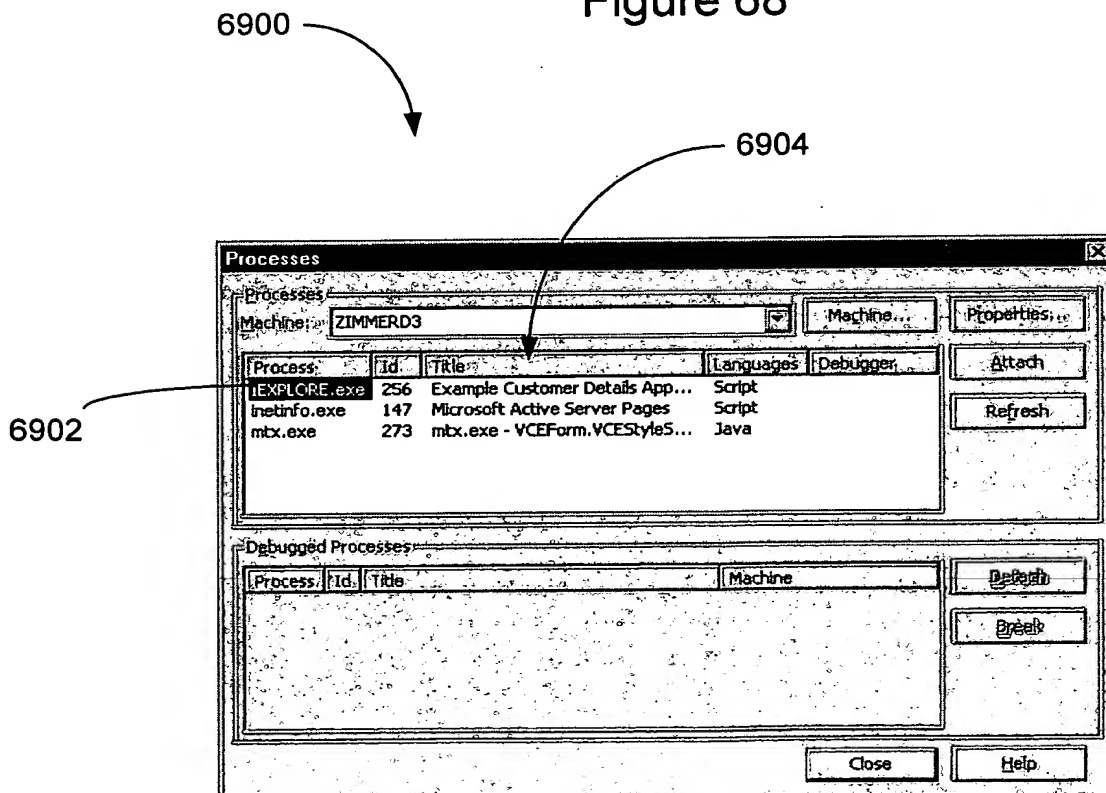 Figure 68
6900
6904
Processes
Processes
Machine: ZIMMERD3 Machine... Properties...
Process Id Title Languages Debugger Attach
IEXPLORE.exe 256 Example Customer Details App... Script
6902
inetinfo.exe 147 Microsoft Active Server Pages Script Refresh
mtx.exe 273 mtx.exe - VCEForm.VCEStyleS... Java
Debugged Processes
Process Id Title Machine Detach
Break
Close Help